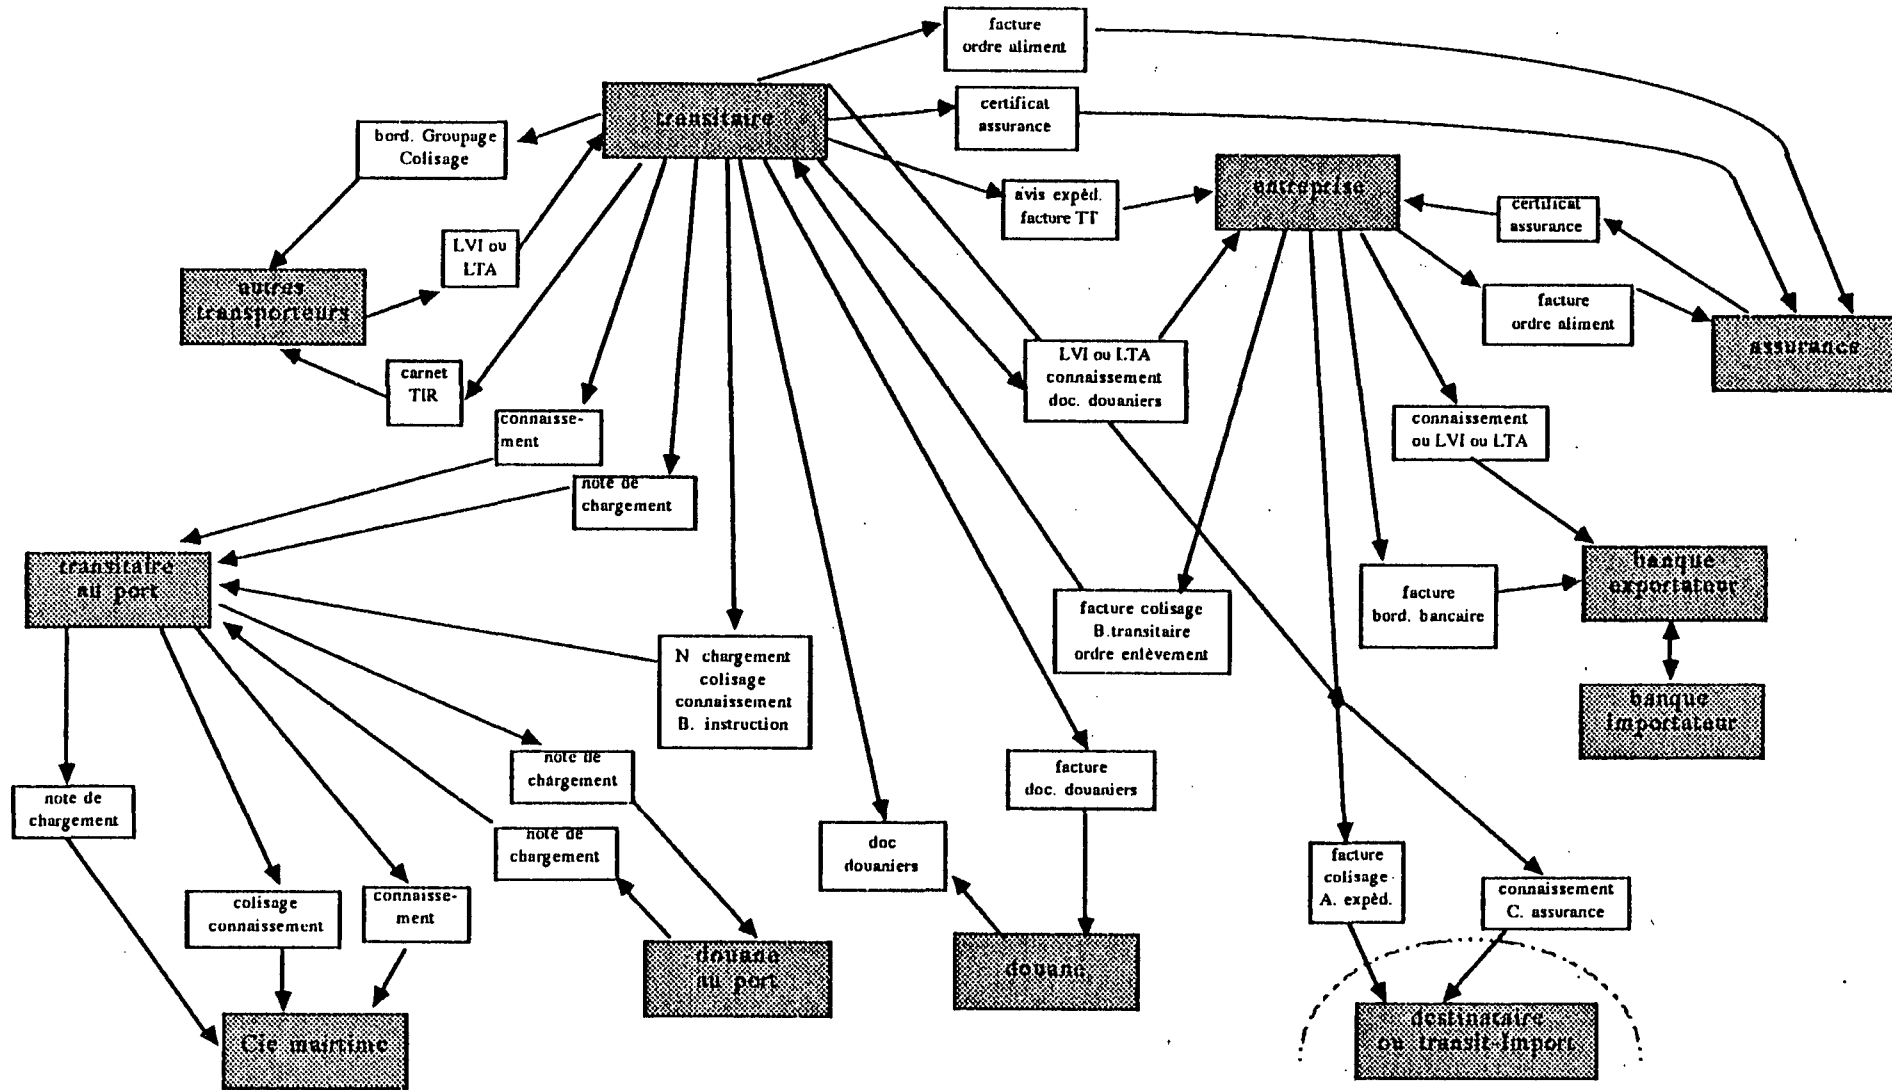 facture
ordre aliment
transitaire
certificat
assurance
bord. Groupage
Colisage
avis expèd.
facture TT
entreprise
certificat
assurance
LVI ou
LTA
autres
transporteurs
facture
ordre aliment
assurance
carnet
TIR
LVI ou LTA
connaissement
doc. douaniers
connaisse-
ment
connaissement
ou LVI ou LTA
note de
chargement
transitaire
au port
banque
exportateur
facture
bord. bancaire
facture colisage
B.transitaire
ordre enlèvement
N chargement
colisage
connaissement
B. instruction
banque
importateur
note de
chargement
facture
doc. douaniers
note de
chargement
note de
chargement
doc
douaniers
facture
colisage
A. expèd.
connaissement
C. assurance
colisage
connaissement
connaisse-
ment
douane
au port
douane
Cie mairtime
destinataire
ou transit-Import